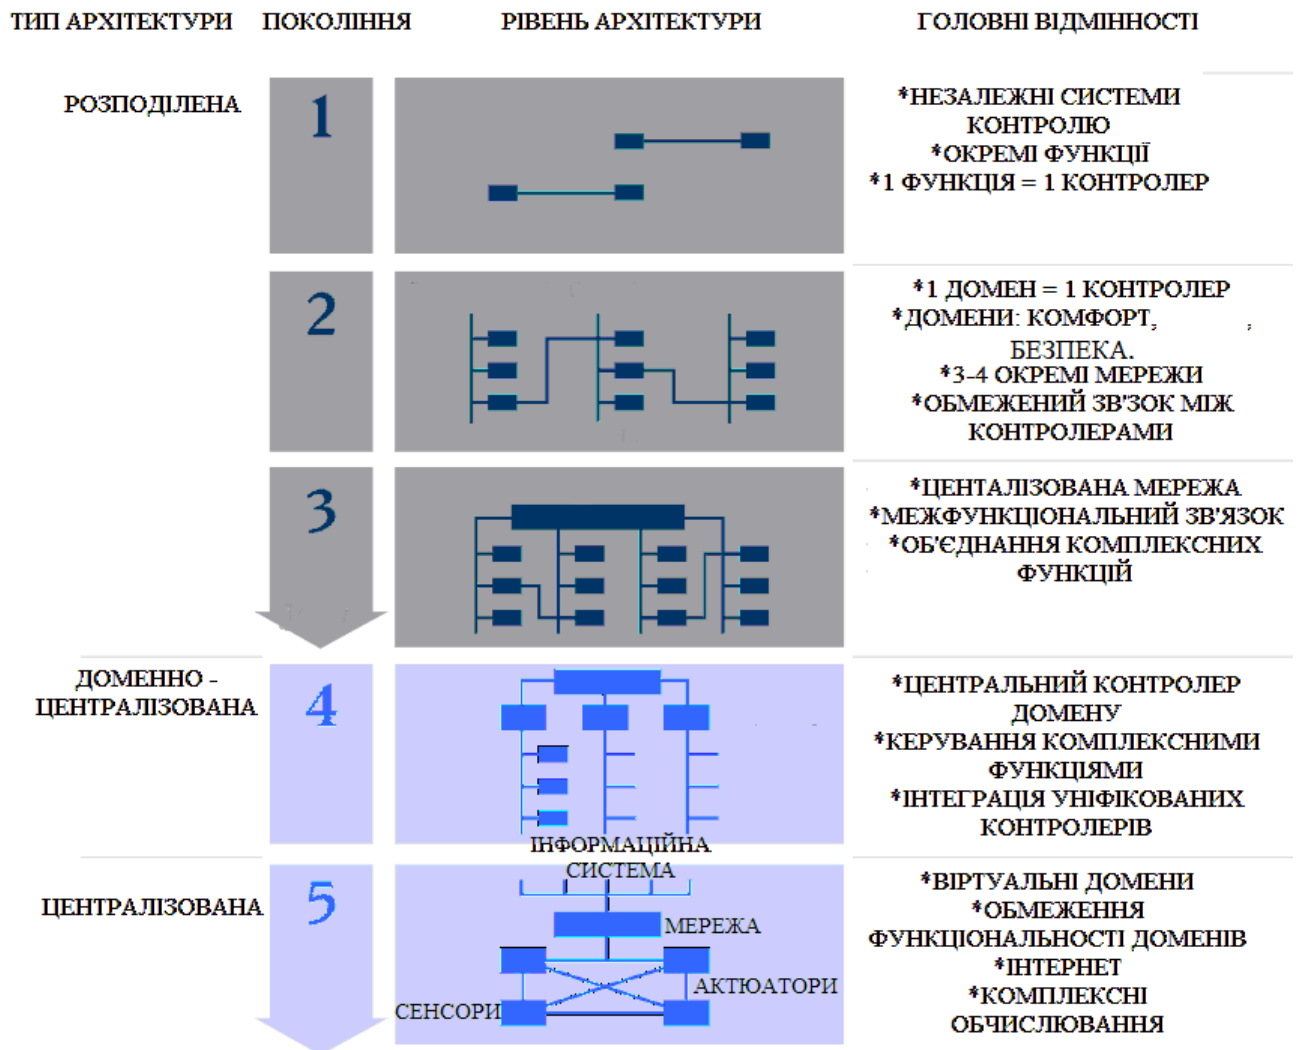 ТИП АРХІТЕКТУРИ ПОКОЛІННЯ РІВЕНЬ АРХІТЕКТУРИ ГОЛОВНІ ВІДМІННОСТІ
РОЗПОДІЛЕНА
1
*НЕЗАЛЕЖНІ СИСТЕМИ
КОНТРОЛЮ
*ОКРЕМІ ФУНКЦІЇ
*1 ФУНКЦІЯ = 1 КОНТРОЛЕР
2
*1 ДОМЕН = 1 КОНТРОЛЕР
*ДОМЕНИ: КОМФОРТ, ,
БЕЗПЕКА.
*3-4 ОКРЕМІ МЕРЕЖИ
*ОБМЕЖЕНИЙ ЗВ'ЗОК МІЖ
КОНТРОЛЕРАМИ
3
*ЦЕНТАЛІЗОВАНА МЕРЕЖА
*МЕЖФУНКЦІОНАЛЬНИЙ ЗВ'ЯЗОК
*ОБ'ЄДНАННЯ КОМПЛЕКСНИХ
ФУНКЦІЙ
ДОМЕННО -
ЦЕНТРАЛІЗОВАНА
4
*ЦЕНТРАЛЬНИЙ КОНТРОЛЕР
ДОМЕНУ
*КЕРУВАННЯ КОМПЛЕКСНИМИ
ФУНКЦІЯМИ
*ІНТЕГРАЦІЯ УНІФІКОВАНИХ
КОНТРОЛЕРІВ
ЦЕНТРАЛІЗОВАНА
5
ІНФОРМАЦІЙНА
СИСТЕМА
МЕРЕЖА
АКТЮАТОРИ
СЕНСОРИ
*ВІРТУАЛЬНІ ДОМЕНИ
*ОБМЕЖЕННЯ
ФУНКЦІОНАЛЬНОСТІ ДОМЕНІВ
*ІНТЕРНЕТ
*КОМПЛЕКСНІ
ОБЧИСЛЮВАННЯ